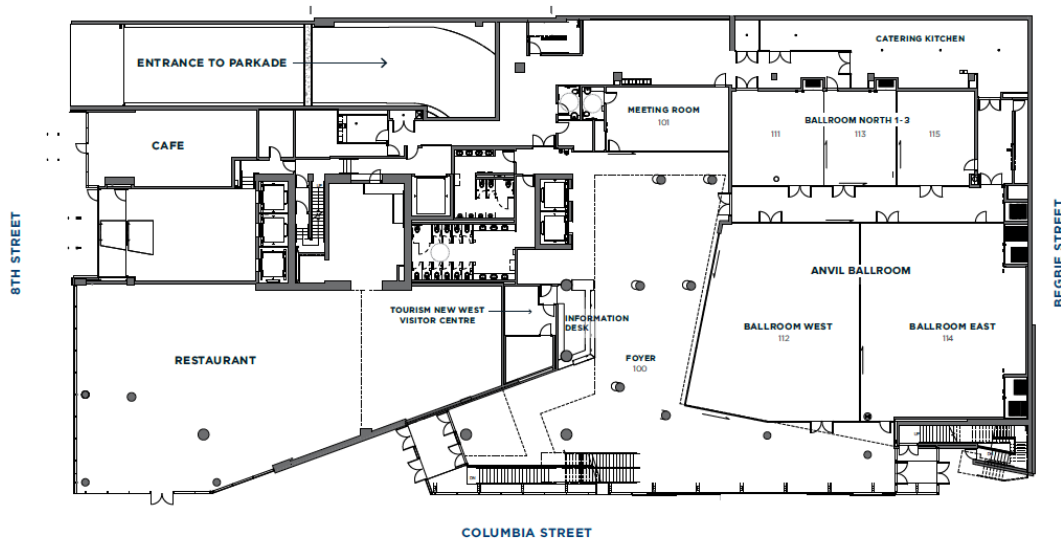 CATERING KITCHEN
ENTRANCE TO PARKADE
MEETING ROOM
101
BALLROOM NORTH 1-3
111
113
115
CAFE
8TH STREET
BEGBIE STREET
ANVIL BALLROOM
TOURISM NEW WEST
VISITOR CENTRE
INFORMATION
DESK
BALLROOM WEST
112
BALLROOM EAST
114
RESTAURANT
FOYER
100
COLUMBIA STREET